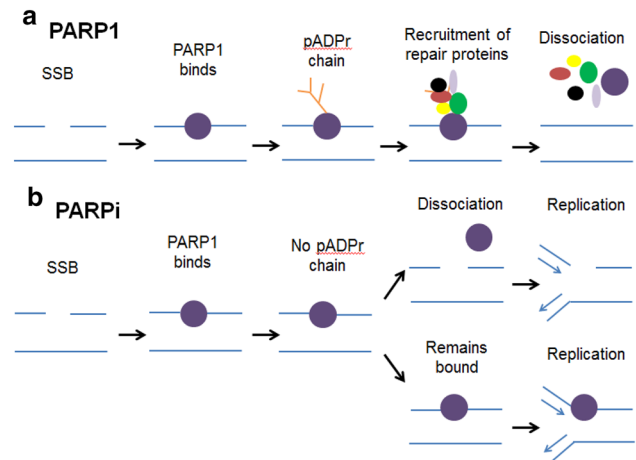 a PARP1
SSB
PARP1
binds
pADPr
chain
Recruitment of
repair proteins
Dissociation
b PARPi
SSB
PARP1
binds
No pADPr
chain
Dissociation
Replication
Remains
bound
Replication